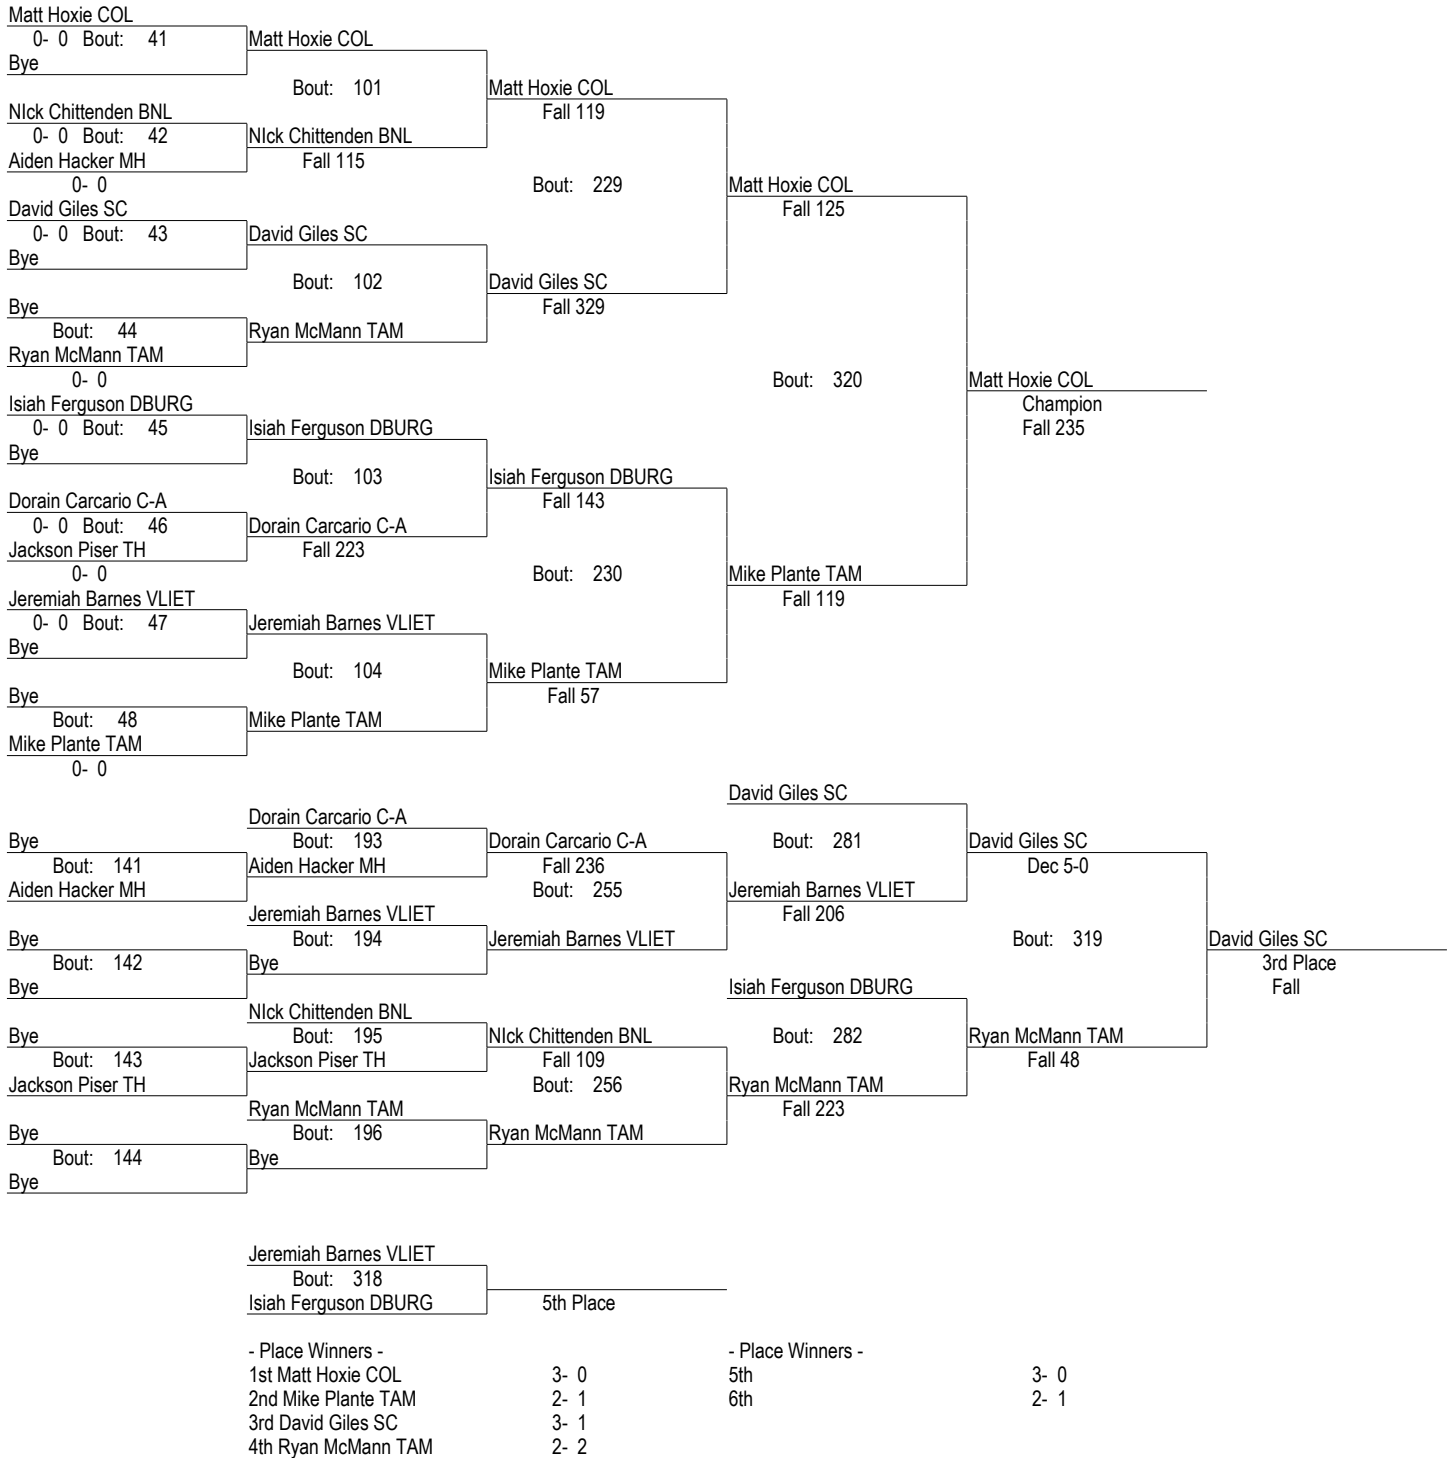 Matt Hoxie COL
0- 0 Bout: 41 Matt Hoxie COL
Bye
Bout: 101 Matt Hoxie COL
NIck Chittenden BNL Fall 119
0- 0 Bout: 42 NIck Chittenden BNL
Aiden Hacker MH Fall 115
0- 0 Bout: 229 Matt Hoxie COL
David Giles SC Fall 125
0- 0 Bout: 43 David Giles SC
Bye
Bout: 102 David Giles SC
Bye Fall 329
Bout: 44 Ryan McMann TAM
Ryan McMann TAM
0- 0 Bout: 320 Matt Hoxie COL
Isiah Ferguson DBURG Champion
0- 0 Bout: 45 Isiah Ferguson DBURG Fall 235
Bye
Bout: 103 Isiah Ferguson DBURG
Dorain Carcario C-A Fall 143
0- 0 Bout: 46 Dorain Carcario C-A
Jackson Piser TH Fall 223
0- 0 Bout: 230 Mike Plante TAM
Jeremiah Barnes VLIET Fall 119
0- 0 Bout: 47 Jeremiah Barnes VLIET
Bye
Bout: 104 Mike Plante TAM
Bye Fall 57
Bout: 48 Mike Plante TAM
Mike Plante TAM
0- 0
David Giles SC
Dorain Carcario C-A
Bye Bout: 193 Dorain Carcario C-A Bout: 281 David Giles SC
Bout: 141 Aiden Hacker MH Fall 236 Dec 5-0
Aiden Hacker MH Bout: 255 Jeremiah Barnes VLIET
Jeremiah Barnes VLIET Fall 206
Bye Bout: 194 Jeremiah Barnes VLIET Bout: 319 David Giles SC
Bout: 142 Bye 3rd Place
Bye Isiah Ferguson DBURG Fall
NIck Chittenden BNL
Bye Bout: 195 NIck Chittenden BNL Bout: 282 Ryan McMann TAM
Bout: 143 Jackson Piser TH Fall 109 Fall 48
Jackson Piser TH Bout: 256 Ryan McMann TAM
Ryan McMann TAM Fall 223
Bye Bout: 196 Ryan McMann TAM
Bout: 144 Bye
Bye
Jeremiah Barnes VLIET
Bout: 318
Isiah Ferguson DBURG 5th Place
- Place Winners - - Place Winners -
1st Matt Hoxie COL 3- 0 5th 3- 0
2nd Mike Plante TAM 2- 1 6th 2- 1
3rd David Giles SC 3- 1
4th Ryan McMann TAM 2- 2